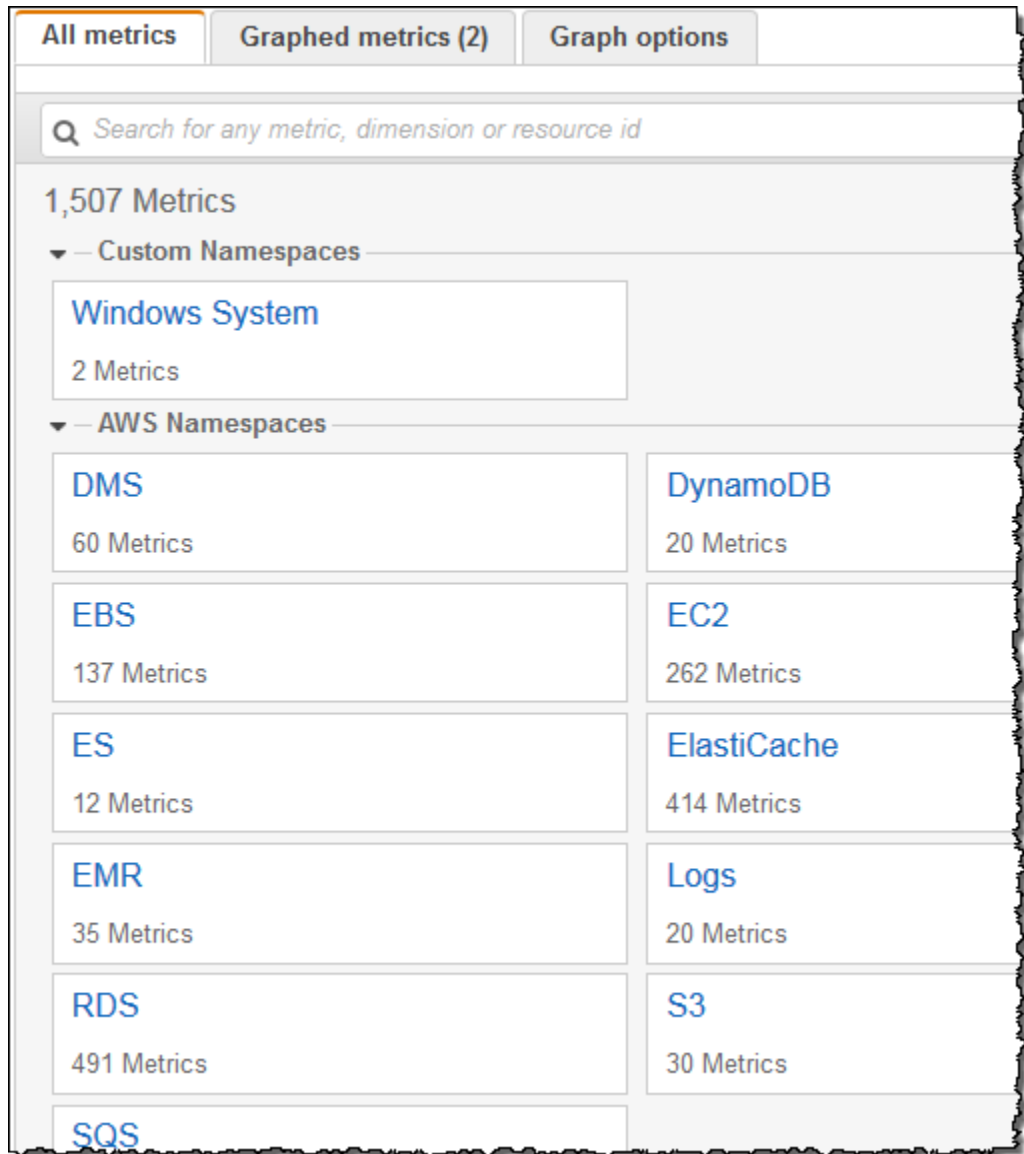 All metrics Graphed metrics (2) Graph options
Search for any metric, dimension or resource id
1,507 Metrics
Custom Namespaces
Windows System
2 Metrics
AWS Namespaces
DMS DynamoDB
60 Metrics 20 Metrics
EBS EC2
137 Metrics 262 Metrics
ES ElastiCache
12 Metrics 414 Metrics
EMR Logs
35 Metrics 20 Metrics
RDS S3
491 Metrics 30 Metrics
SQS